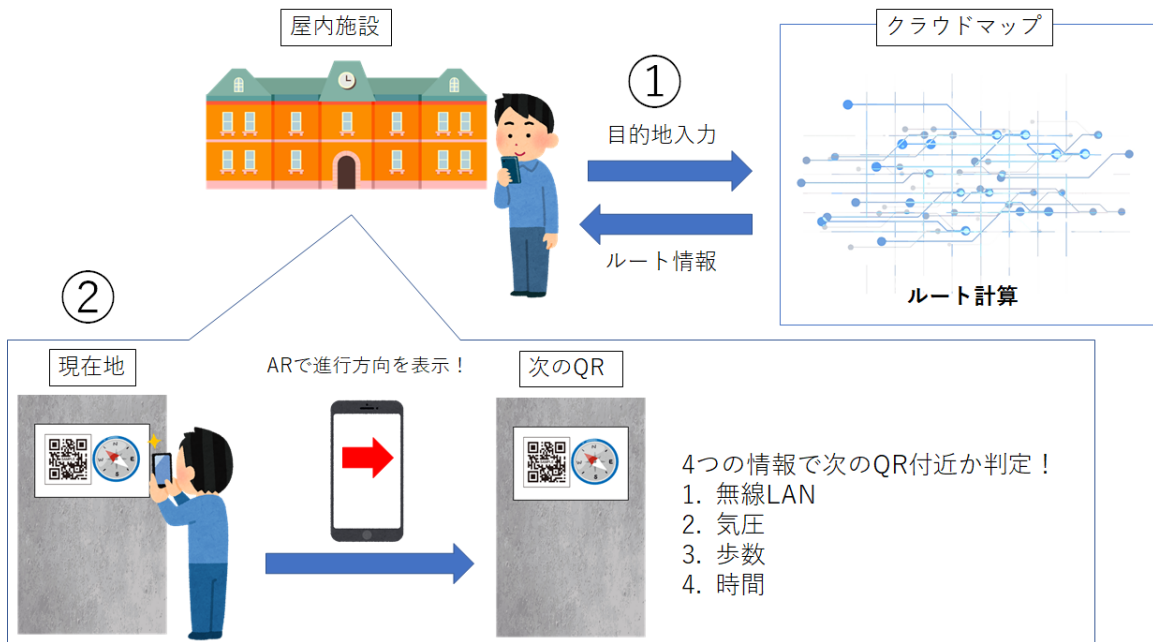 屋内施設
クラウドマップ
①
目的地入力
ルート情報
ルート計算
②
現在地
ARで進行方向を表示！
次のQR
4つの情報で次のQR付近か判定！
1. 無線LAN
2. 気圧
3. 歩数
4. 時間